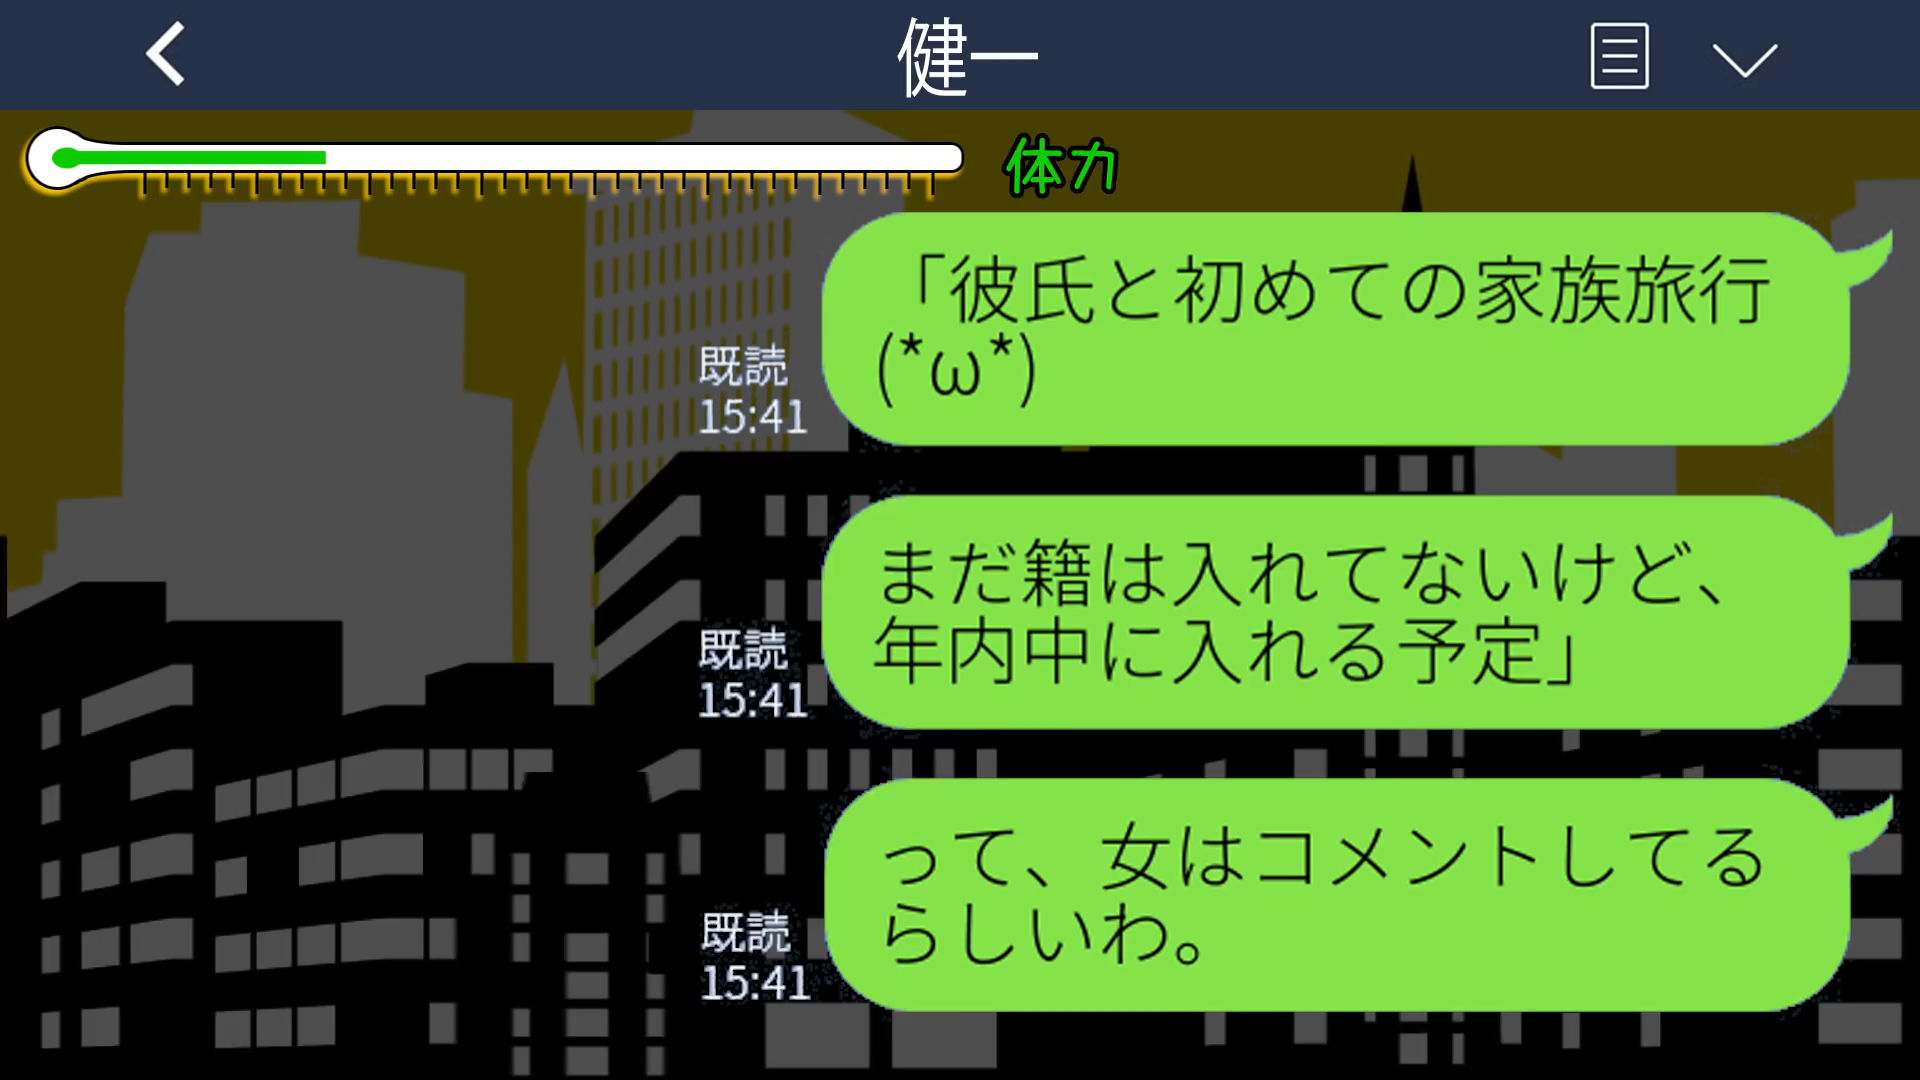 健一
体力
「彼氏と初めての家族旅行
(*ω*)
既読
15:41
まだ籍は入れてないけど、
年内中に入れる予定」
既読
15:41
って、女はコメントしてる
らしいわ。
既読
15:41